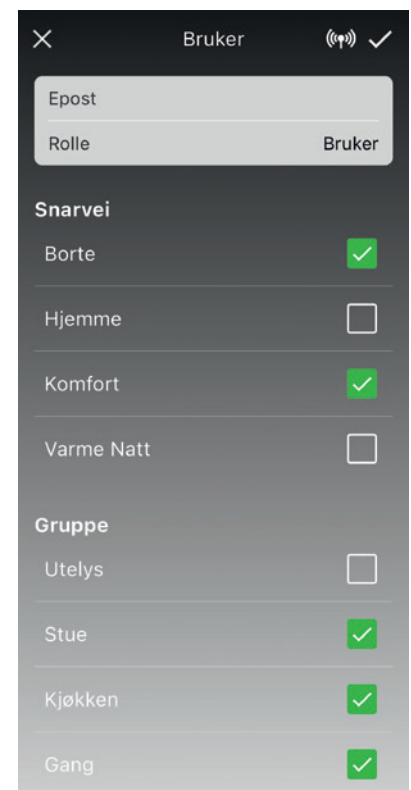 Bruker
Epost
Rolle Bruker
Snarvei
Borte
Hjemme
Komfort
Varme Natt
Gruppe
Utelys
Stue
Kjøkken
Gang